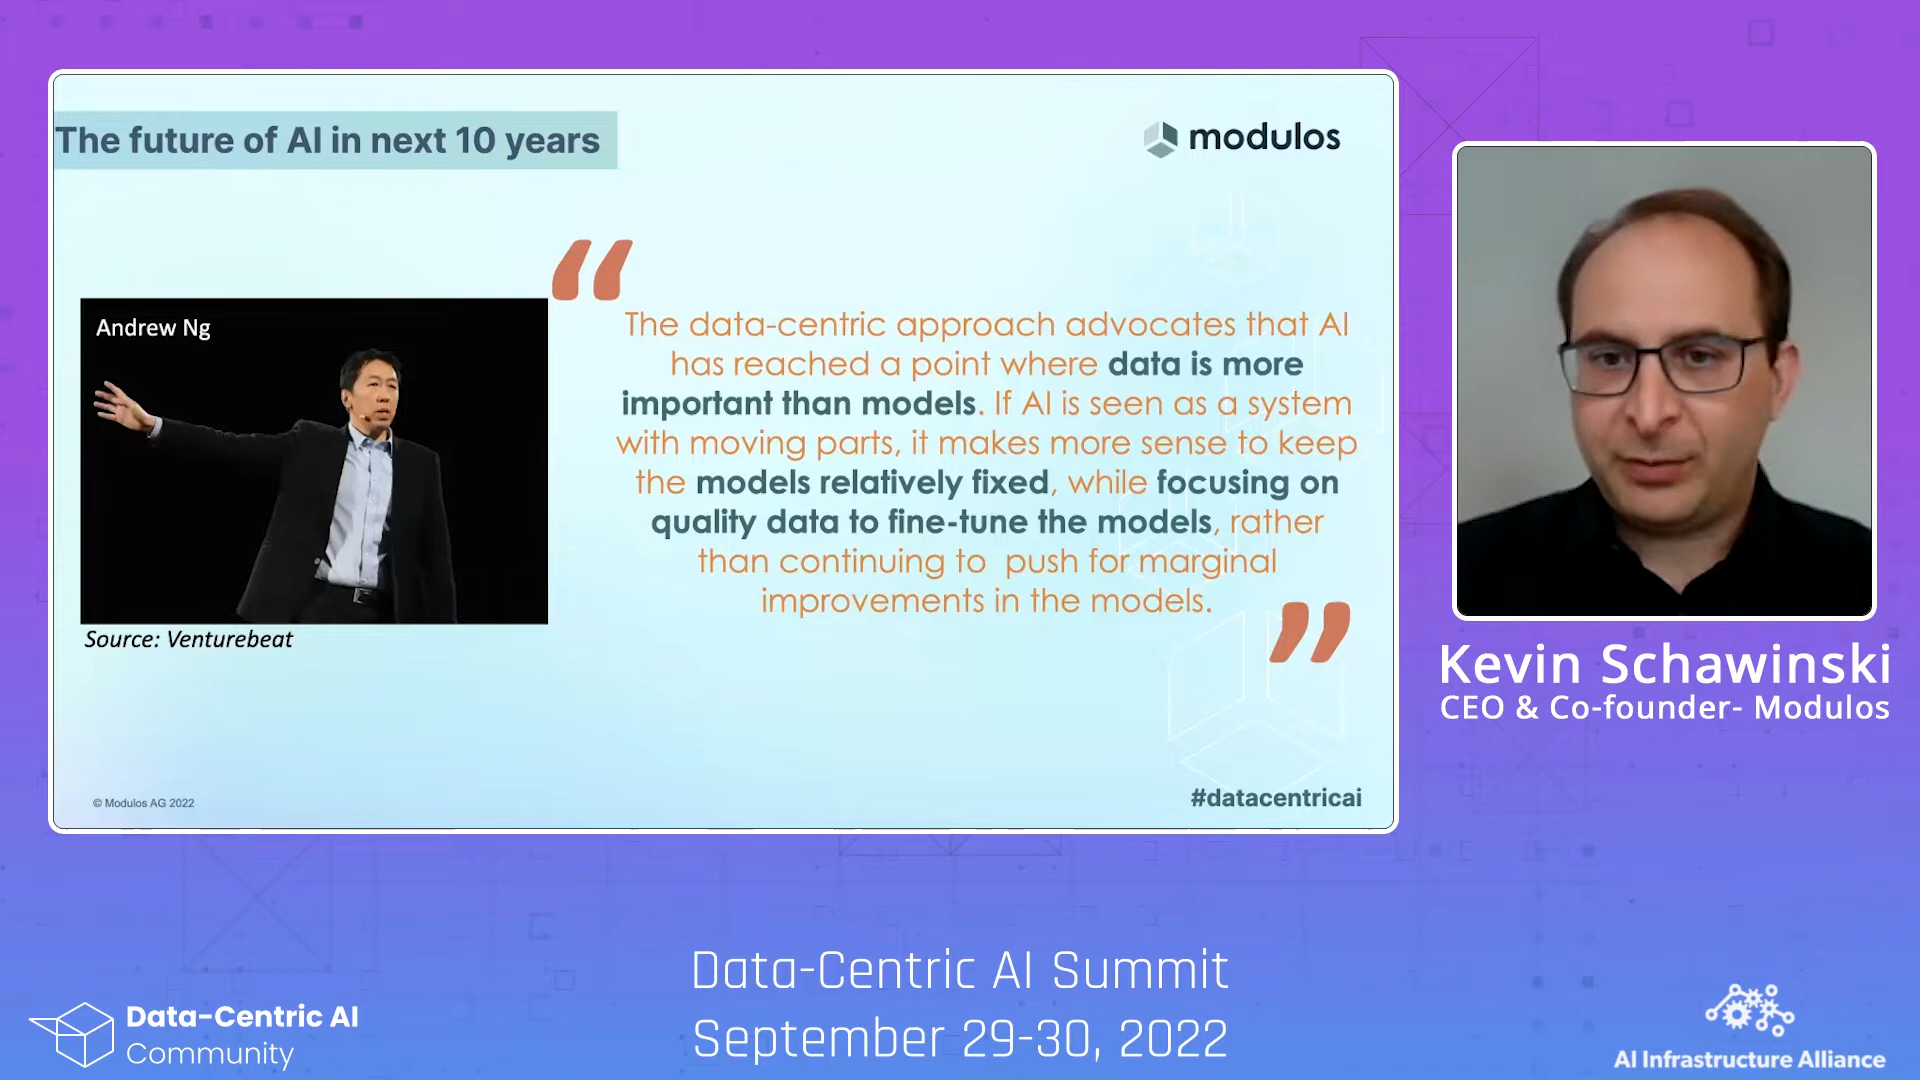 The future of AI in next 10 years
modulos
Andrew Ng
“
The data-centric approach advocates that AI
has reached a point where data is more
important than models. If AI is seen as a system
with moving parts, it makes more sense to keep
the models relatively fixed, while focusing on
quality data to fine-tune the models, rather
than continuing to push for marginal
improvements in the models.
”
Source: Venturebeat
© Modulos AG 2022
#datacentricai
Kevin Schawinski
CEO & Co-founder- Modulos
Data-Centric AI Summit
September 29-30, 2022
Data-Centric AI
Community
AI Infrastructure Alliance